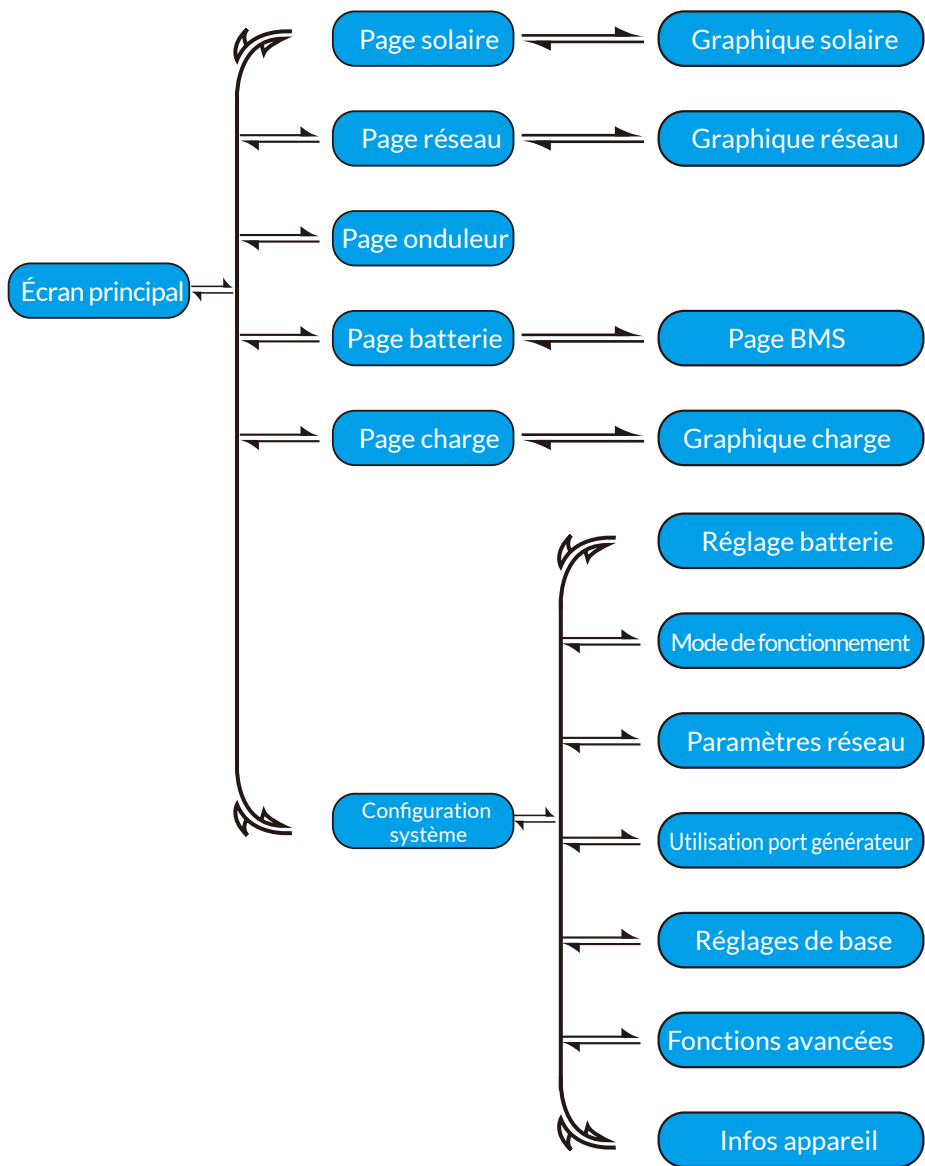 Page solaire
Graphique solaire
Page réseau
Graphique réseau
Page onduleur
Écran principal
Page batterie
Page BMS
Page charge
Graphique charge
Réglage batterie
Mode de fonctionnement
Paramètres réseau
Configuration
système
Utilisation port générateur
Réglages de base
Fonctions avancées
Infos appareil